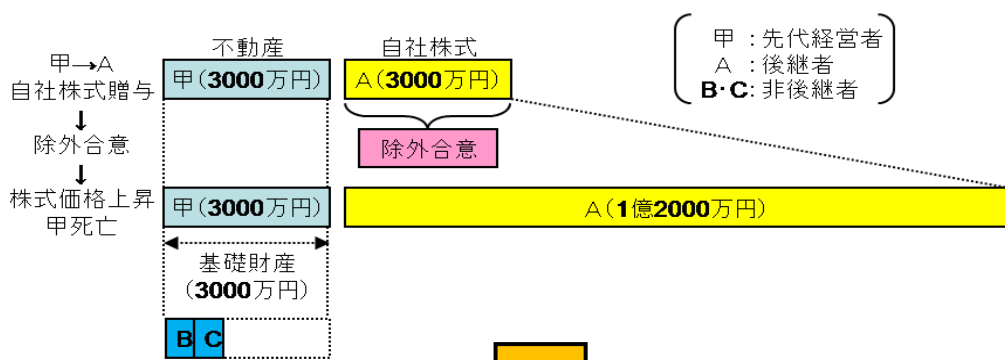 不動産
自社株式
甲→A
自社株式贈与
甲(3000万円)
A(3000万円)
甲：先代経営者
A：後継者
B･C：非後継者
↓
除外合意
除外合意
↓
株式価格上昇
甲死亡
甲(3000万円)
A(1億2000万円)
基礎財産
(3000万円)
B C